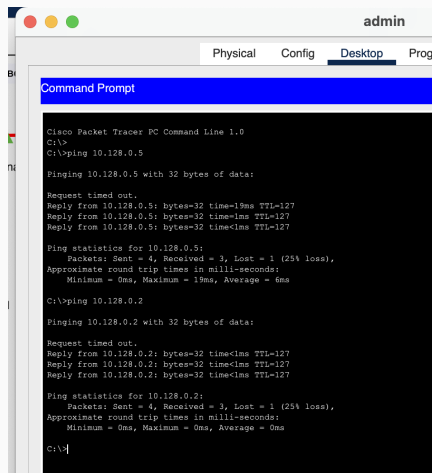 admin
Physical Config Desktop Prog
Command Prompt
Cisco Packet Tracer PC Command Line 1.0
C:\>
C:\>ping 10.128.0.5
Pinging 10.128.0.5 with 32 bytes of data:
Request timed out.
Reply from 10.128.0.5: bytes=32 time=19ms TTL=127
Reply from 10.128.0.5: bytes=32 time=1ms TTL=127
Reply from 10.128.0.5: bytes=32 time<1ms TTL=127
Ping statistics for 10.128.0.5:
Packets: Sent = 4, Received = 3, Lost = 1 (25% loss),
Approximate round trip times in milli-seconds:
Minimum = 0ms, Maximum = 19ms, Average = 6ms
C:\>ping 10.128.0.2
Pinging 10.128.0.2 with 32 bytes of data:
Request timed out.
Reply from 10.128.0.2: bytes=32 time<1ms TTL=127
Reply from 10.128.0.2: bytes=32 time<1ms TTL=127
Reply from 10.128.0.2: bytes=32 time<1ms TTL=127
Ping statistics for 10.128.0.2:
Packets: Sent = 4, Received = 3, Lost = 1 (25% loss),
Approximate round trip times in milli-seconds:
Minimum = 0ms, Maximum = 0ms, Average = 0ms
C:\>